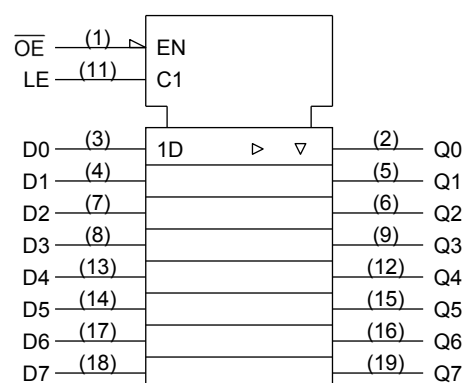 O̅E̅ (1) EN
LE (11) C1
D0 (3) 1D (2) Q0
D1 (4) (5) Q1
D2 (7) (6) Q2
D3 (8) (9) Q3
D4 (13) (12) Q4
D5 (14) (15) Q5
D6 (17) (16) Q6
D7 (18) (19) Q7